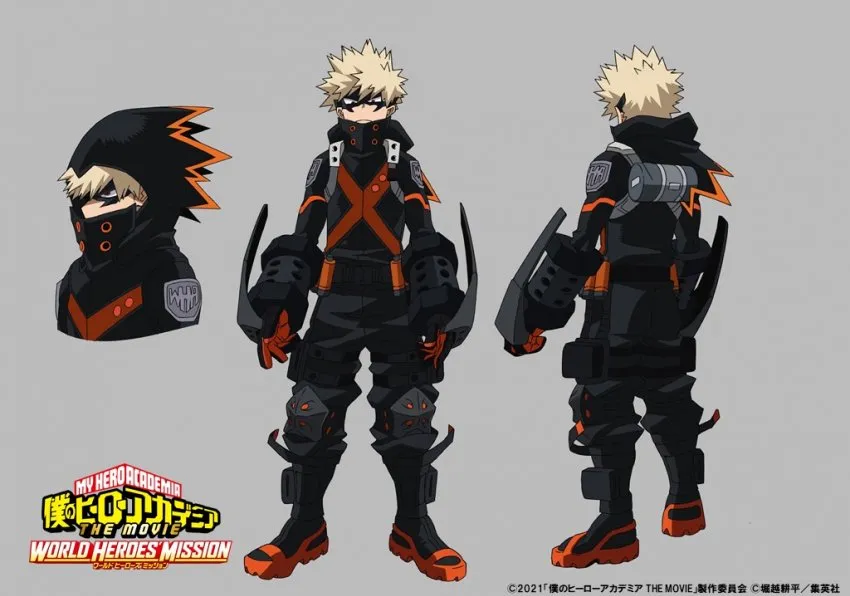 WHA
MY HERO ACADEMIA
僕のヒーローアカデミア
THE MOVIE
WORLD HEROES' MISSION
ワールド ヒーローズ ミッション
©2021「僕のヒーローアカデミア THE MOVIE」製作委員会 ©堀越耕平／集英社